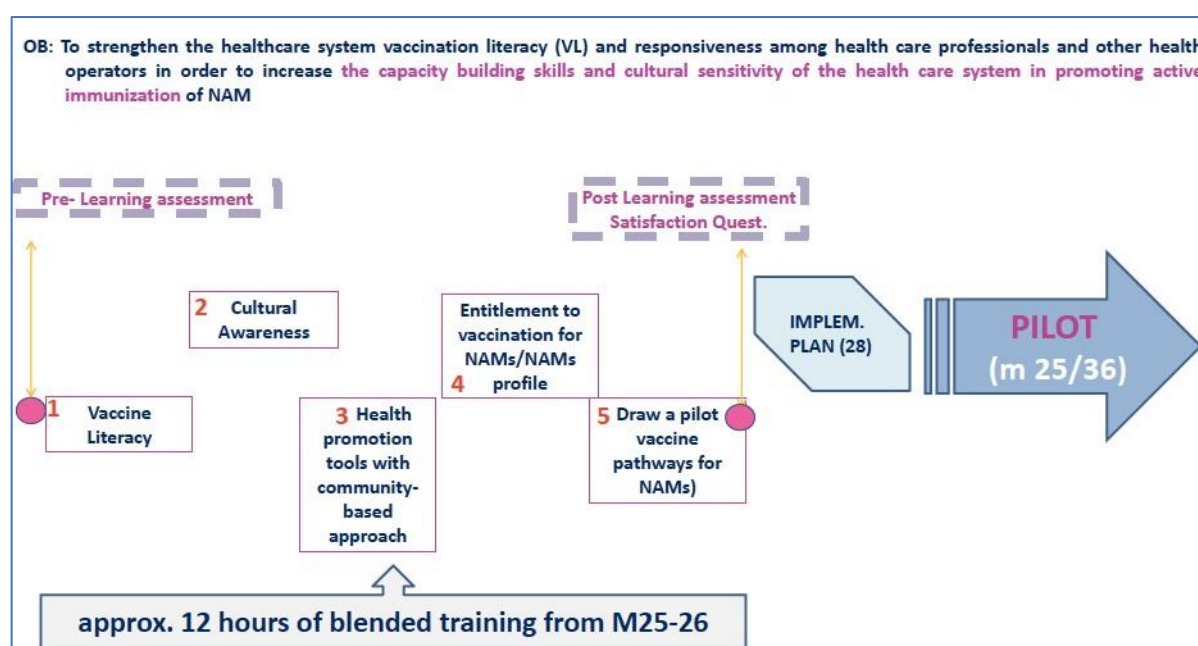 OB: To strengthen the healthcare system vaccination literacy (VL) and responsiveness among health care professionals and other health
operators in order to increase the capacity building skills and cultural sensitivity of the health care system in promoting active
immunization of NAM
Pre- Learning assessment
Post Learning assessment
Satisfaction Quest.
1 Vaccine
Literacy
2 Cultural
Awareness
3 Health
promotion
tools with
community-
based
approach
Entitlement to
vaccination for
NAMs/NAMs
4 profile
5 Draw a pilot
vaccine
pathways for
NAMs)
IMPLEM.
PLAN (28)
PILOT
(m 25/36)
approx. 12 hours of blended training from M25-26